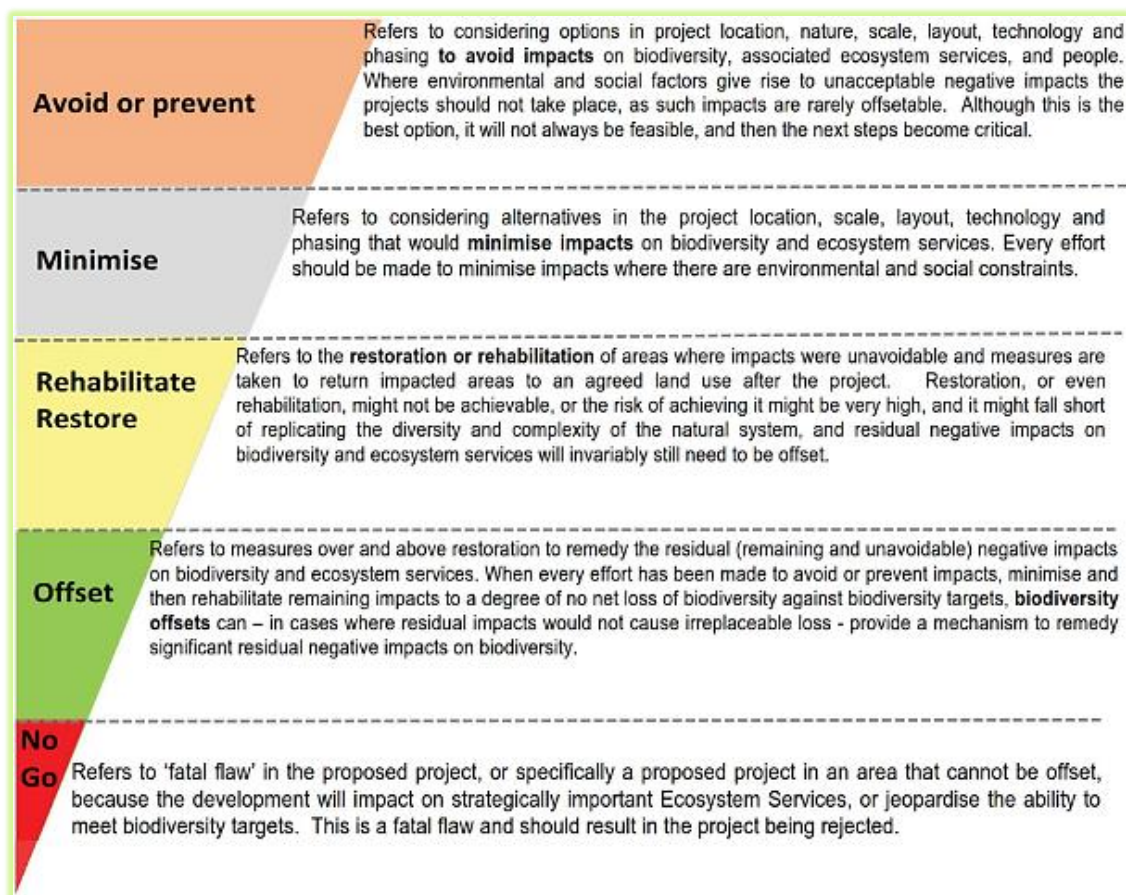 Avoid or prevent
Refers to considering options in project location, nature, scale, layout, technology and
phasing to avoid impacts on biodiversity, associated ecosystem services, and people.
Where environmental and social factors give rise to unacceptable negative impacts the
projects should not take place, as such impacts are rarely offsetable. Although this is the
best option, it will not always be feasible, and then the next steps become critical.
Minimise
Refers to considering alternatives in the project location, scale, layout, technology and
phasing that would minimise impacts on biodiversity and ecosystem services. Every effort
should be made to minimise impacts where there are environmental and social constraints.
Rehabilitate
Restore
Refers to the restoration or rehabilitation of areas where impacts were unavoidable and measures are
taken to return impacted areas to an agreed land use after the project. Restoration, or even
rehabilitation, might not be achievable, or the risk of achieving it might be very high, and it might fall short
of replicating the diversity and complexity of the natural system, and residual negative impacts on
biodiversity and ecosystem services will invariably still need to be offset.
Offset
Refers to measures over and above restoration to remedy the residual (remaining and unavoidable) negative impacts
on biodiversity and ecosystem services. When every effort has been made to avoid or prevent impacts, minimise and
then rehabilitate remaining impacts to a degree of no net loss of biodiversity against biodiversity targets, biodiversity
offsets can – in cases where residual impacts would not cause irreplaceable loss - provide a mechanism to remedy
significant residual negative impacts on biodiversity.
No
Go
Refers to ‘fatal flaw’ in the proposed project, or specifically a proposed project in an area that cannot be offset,
because the development will impact on strategically important Ecosystem Services, or jeopardise the ability to
meet biodiversity targets. This is a fatal flaw and should result in the project being rejected.